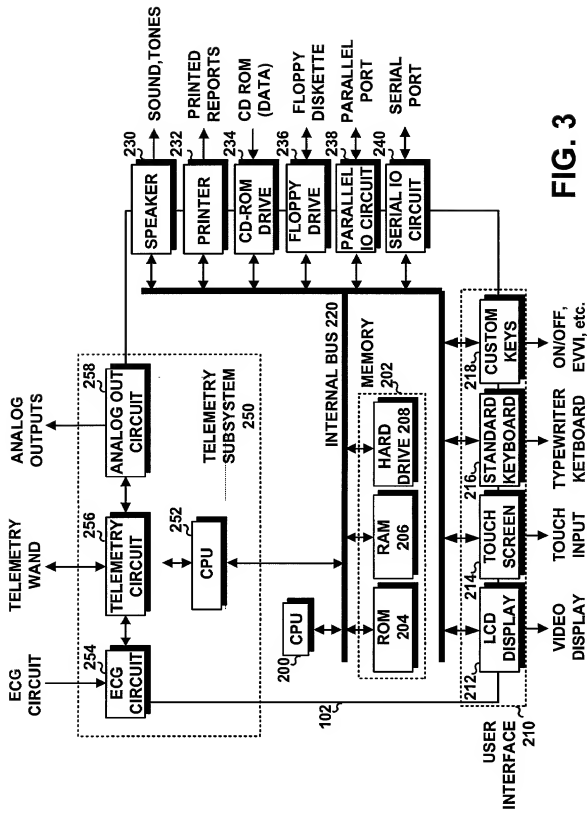 ECG
CIRCUIT
TELEMETRY
WAND
ANALOG
OUTPUTS
254
ECG
CIRCUIT
256
TELEMETRY
CIRCUIT
258
ANALOG OUT
CIRCUIT
252
CPU
TELEMETRY
SUBSYSTEM
250
102
200
CPU
INTERNAL BUS 220
MEMORY
202
ROM
204
RAM
206
HARD
DRIVE 208
230
SPEAKER
SOUND,TONES
232
PRINTER
PRINTED
REPORTS
234
CD-ROM
DRIVE
CD ROM
(DATA)
236
FLOPPY
DRIVE
FLOPPY
DISKETTE
238
PARALLEL
IO CIRCUIT
PARALLEL
PORT
240
SERIAL IO
CIRCUIT
SERIAL
PORT
USER
INTERFACE
210
212
LCD
DISPLAY
214
TOUCH
SCREEN
216
STANDARD
KEYBOARD
218
CUSTOM
KEYS
VIDEO
DISPLAY
TOUCH
INPUT
TYPEWRITER
KETBOARD
ON/OFF,
EVVI, etc.
FIG. 3